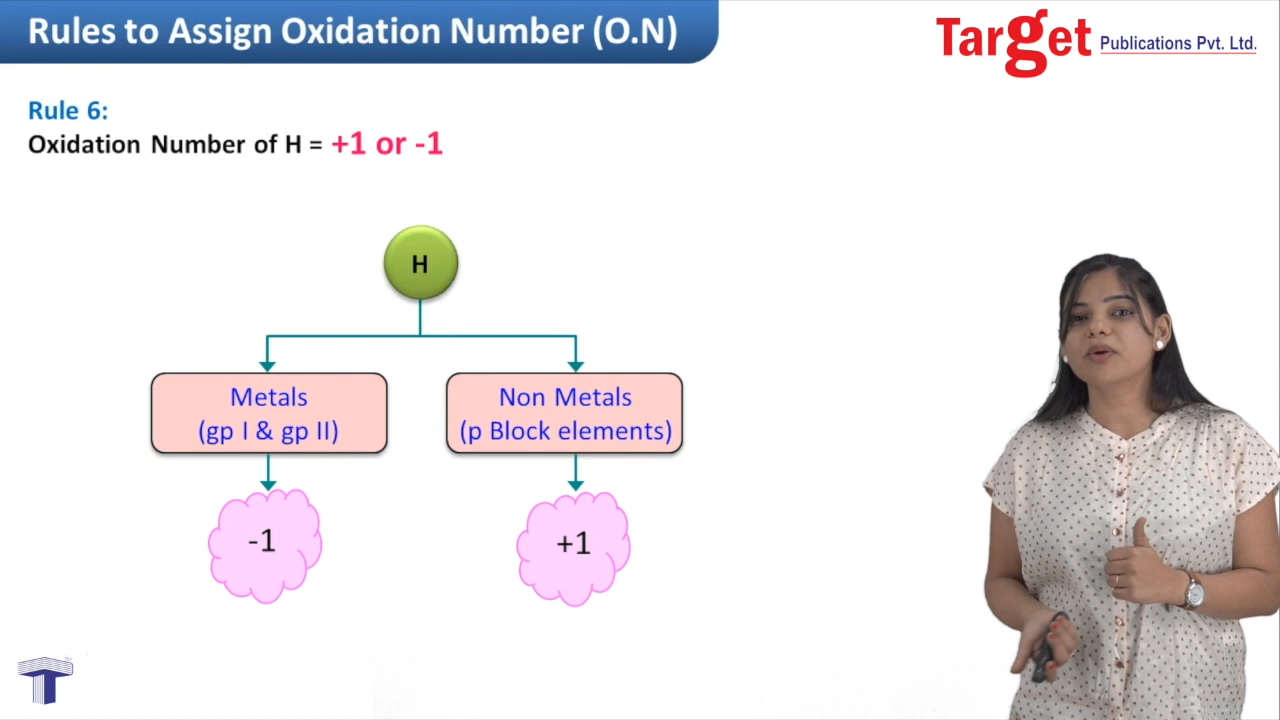 Rules to Assign Oxidation Number (O.N)
Target Publications Pvt. Ltd.
Rule 6:
Oxidation Number of H = +1 or -1
H
Metals
(gp I & gp II)
Non Metals
(p Block elements)
-1
+1